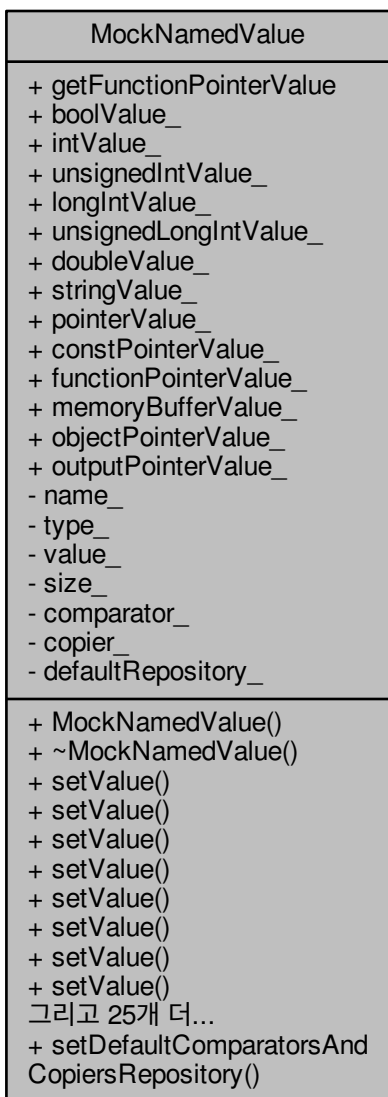 MockNamedValue
+ getFunctionPointerValue
+ boolValue_
+ intValue_
+ unsignedIntValue_
+ longIntValue_
+ unsignedLongIntValue_
+ doubleValue_
+ stringValue_
+ pointerValue_
+ constPointerValue_
+ functionPointerValue_
+ memoryBufferValue_
+ objectPointerValue_
+ outputPointerValue_
- name_
- type_
- value_
- size_
- comparator_
- copier_
- defaultRepository_
+ MockNamedValue()
+ ~MockNamedValue()
+ setValue()
+ setValue()
+ setValue()
+ setValue()
+ setValue()
+ setValue()
+ setValue()
+ setValue()
그리고 25개 더...
+ setDefaultComparatorsAnd
CopiersRepository()